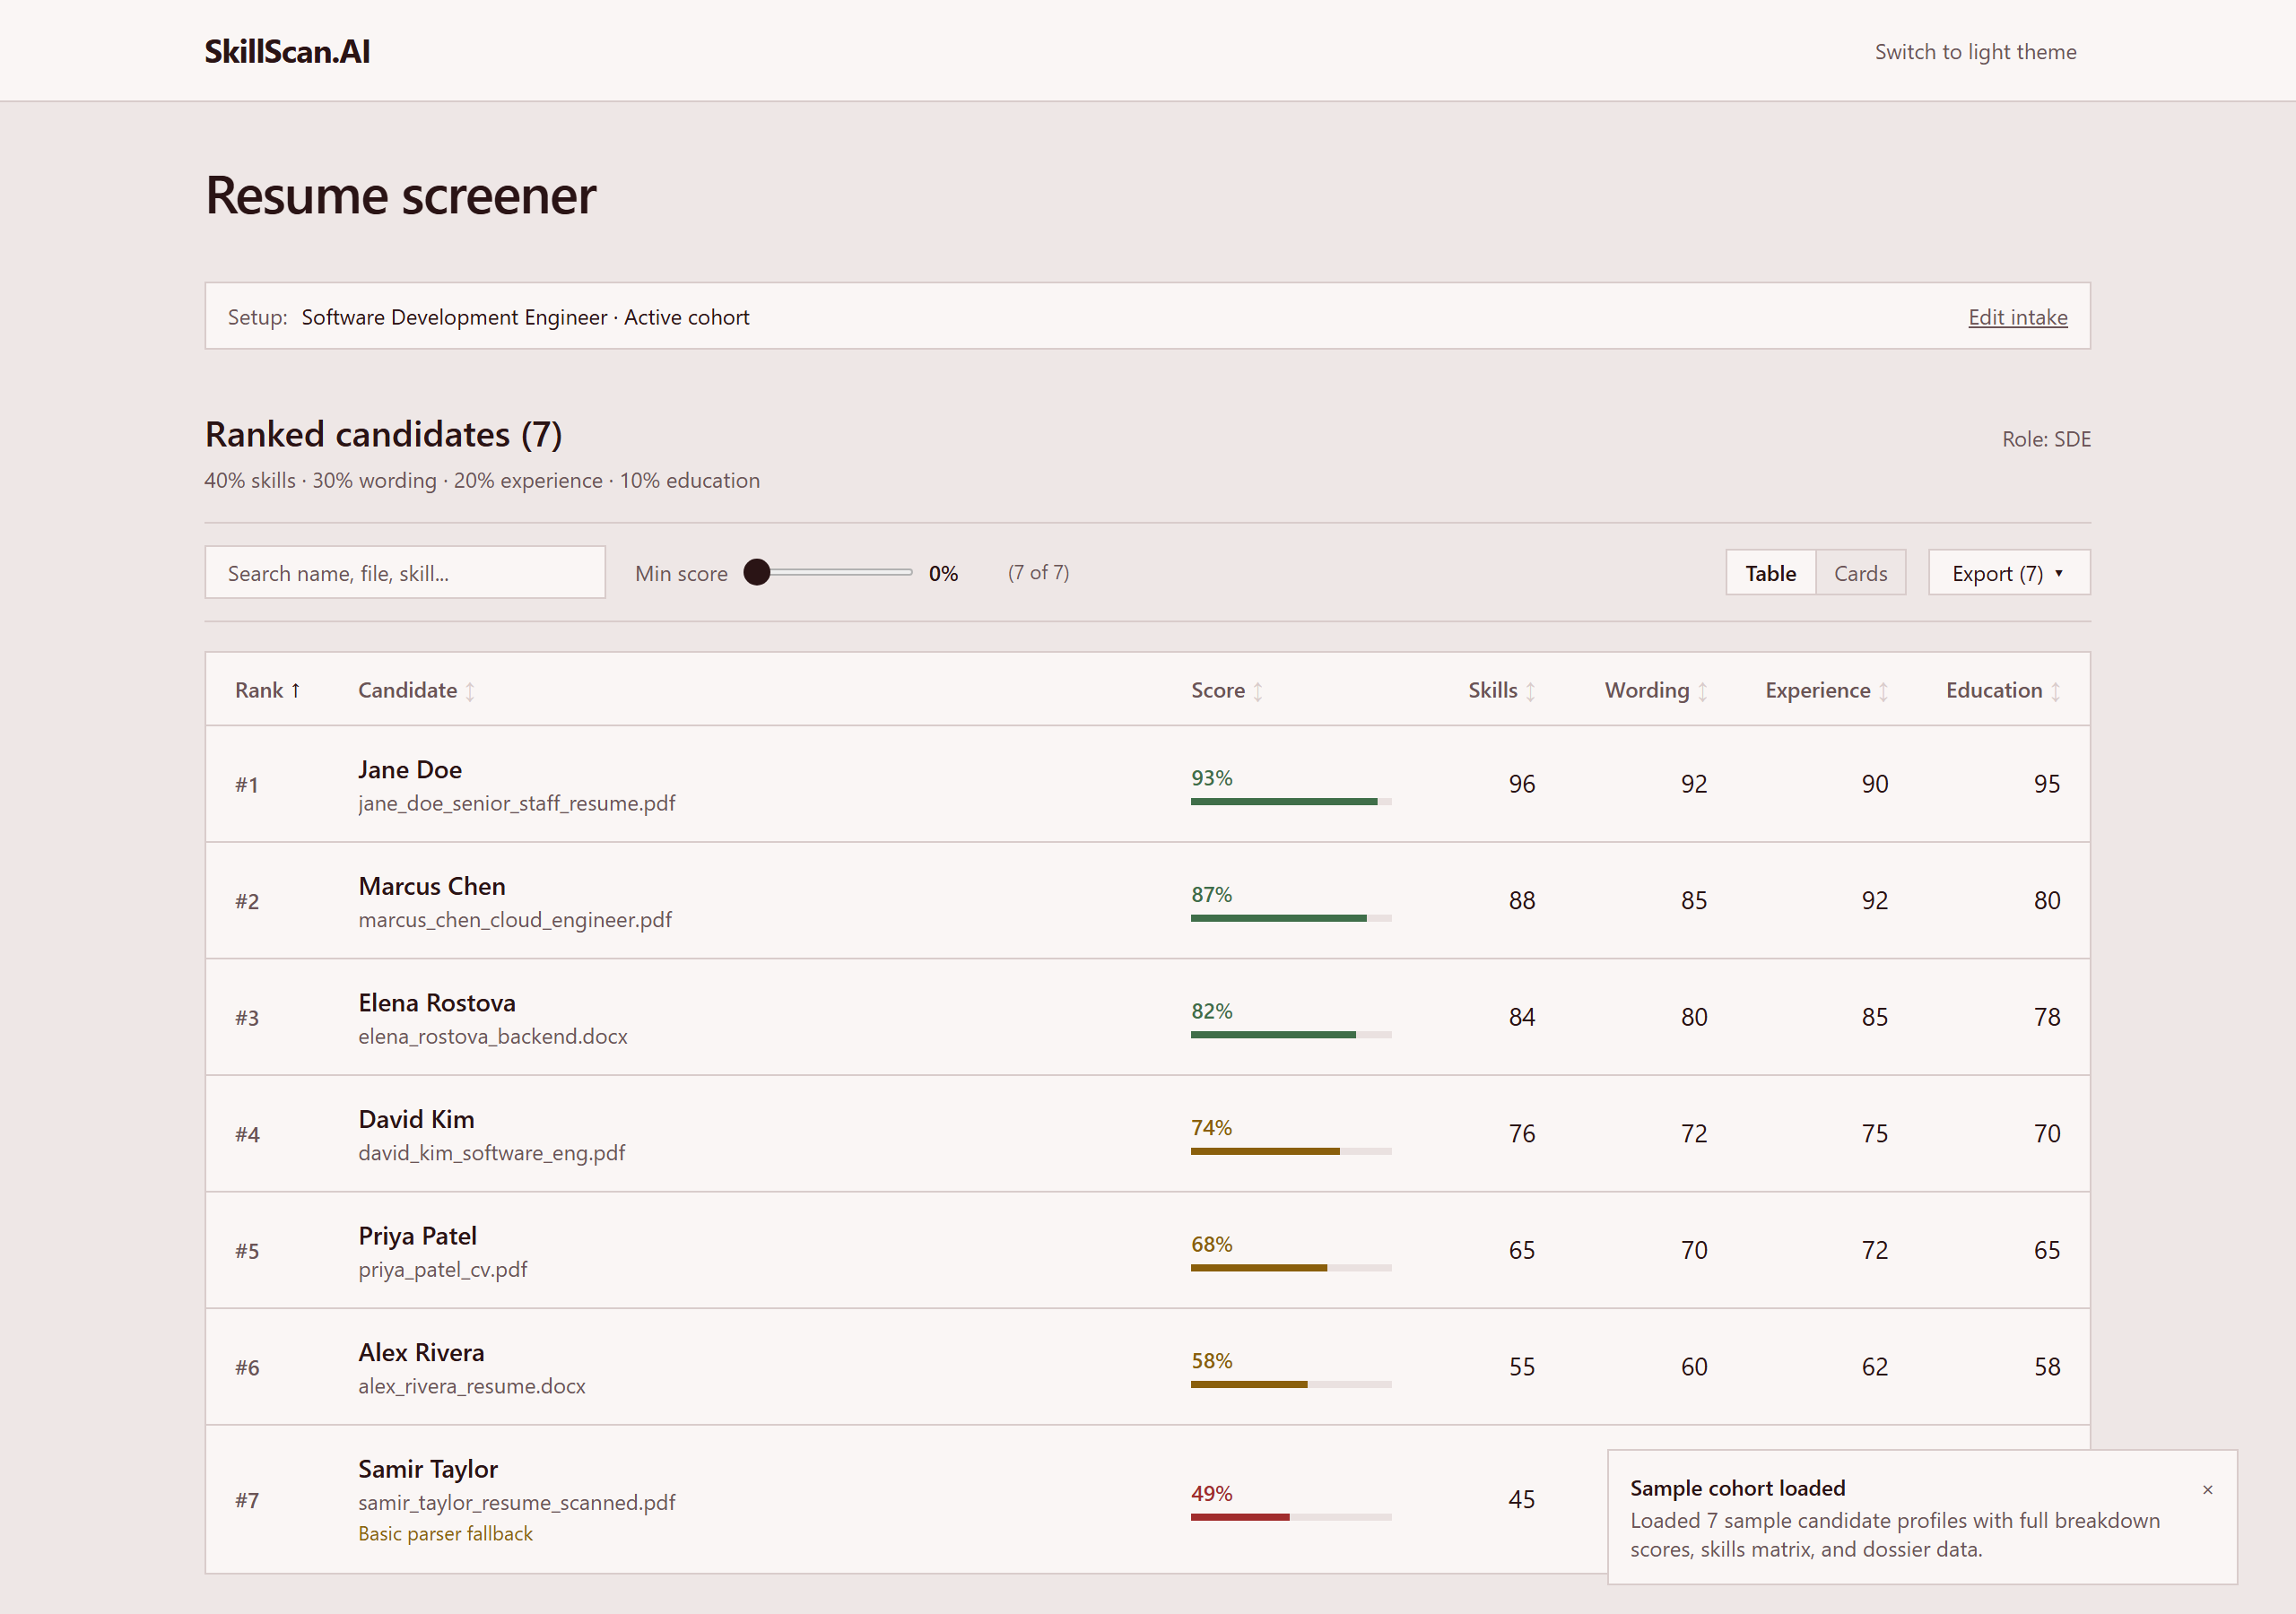 SkillScan.AI
Switch to light theme
Resume screener
Setup: Software Development Engineer · Active cohort
Edit intake
Ranked candidates (7)
Role: SDE
40% skills · 30% wording · 20% experience · 10% education
Search name, file, skill...
Min score
0%
(7 of 7)
Table
Cards
Export (7) ▾
Rank ↑ Candidate ↕ Score ↕ Skills ↕ Wording ↕ Experience ↕ Education ↕
#1 Jane Doe 93% 96 92 90 95
jane_doe_senior_staff_resume.pdf
#2 Marcus Chen 87% 88 85 92 80
marcus_chen_cloud_engineer.pdf
#3 Elena Rostova 82% 84 80 85 78
elena_rostova_backend.docx
#4 David Kim 74% 76 72 75 70
david_kim_software_eng.pdf
#5 Priya Patel 68% 65 70 72 65
priya_patel_cv.pdf
#6 Alex Rivera 58% 55 60 62 58
alex_rivera_resume.docx
#7 Samir Taylor 49% 45
samir_taylor_resume_scanned.pdf
Basic parser fallback
Sample cohort loaded ×
Loaded 7 sample candidate profiles with full breakdown
scores, skills matrix, and dossier data.